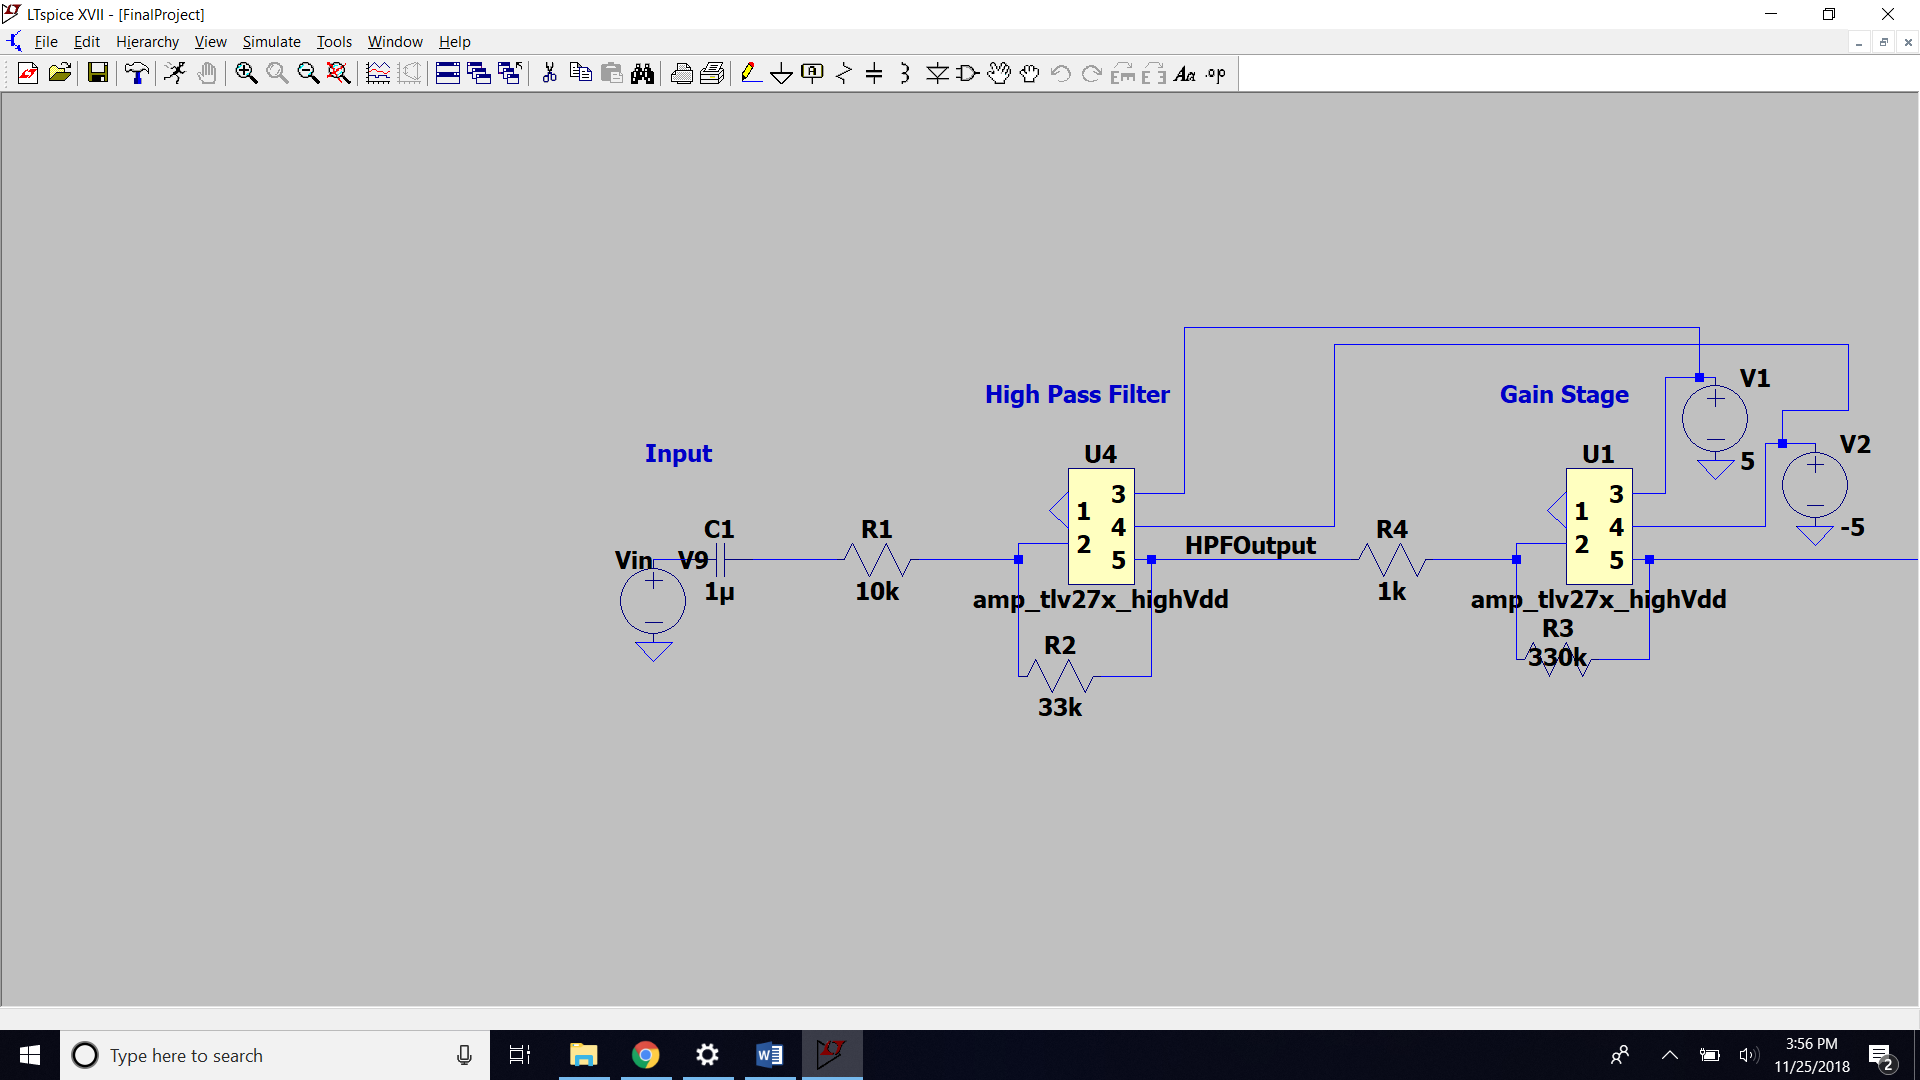 LTspice XVII - [FinalProject]
File Edit Hierarchy View Simulate Tools Window Help
Aa .op
High Pass Filter
Gain Stage
V1
5
V2
-5
Input
U4
1
2
3
4
5
amp_tlv27x_highVdd
U1
1
2
3
4
5
amp_tlv27x_highVdd
Vin
V9
C1
1µ
R1
10k
HPFOutput
R4
1k
R2
33k
R3
330k
Type here to search
3:56 PM
11/25/2018
2